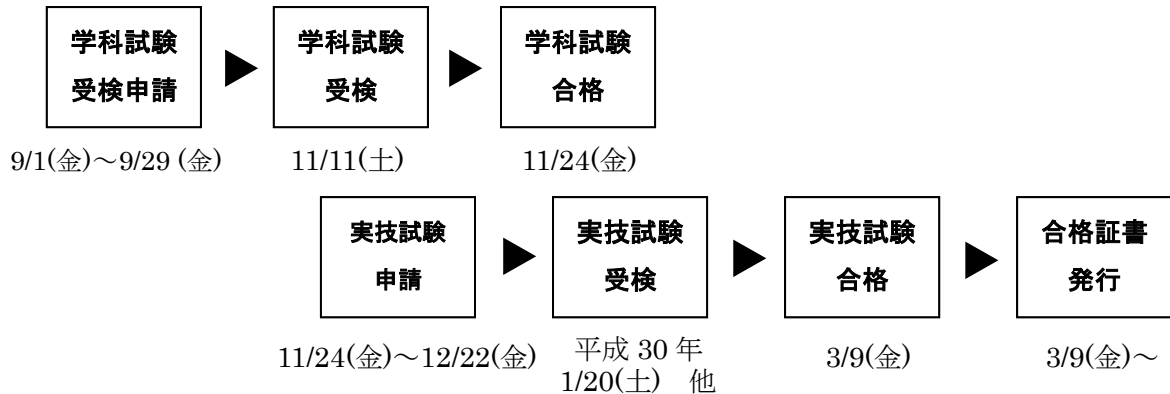 学科試験
受検申請
▶
学科試験
受検
▶
学科試験
合格
9/1(金)～9/29 (金)
11/11(土)
11/24(金)
実技試験
申請
▶
実技試験
受検
▶
実技試験
合格
▶
合格証書
発行
11/24(金)～12/22(金)
平成 30 年
1/20(土)　他
3/9(金)
3/9(金)～